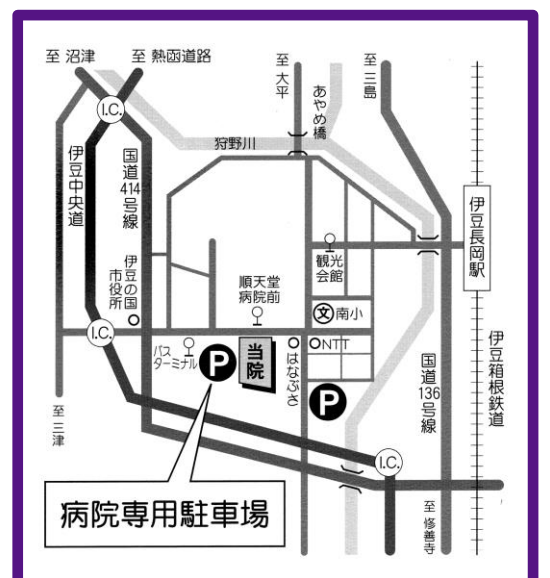 至 沼津
至 熱函道路
至 大平
あやめ橋
至 三島
I.C.
狩野川
伊豆中央道
国道414号線
伊豆長岡駅
観光
会館
伊豆の国
市役所
順天堂
病院前
文 南小
I.C.
バス
ターミナル
P
当院
はなぶさ
NTT
P
国道136号線
伊豆箱根鉄道
至 三津
I.C.
病院専用駐車場
至 修善寺